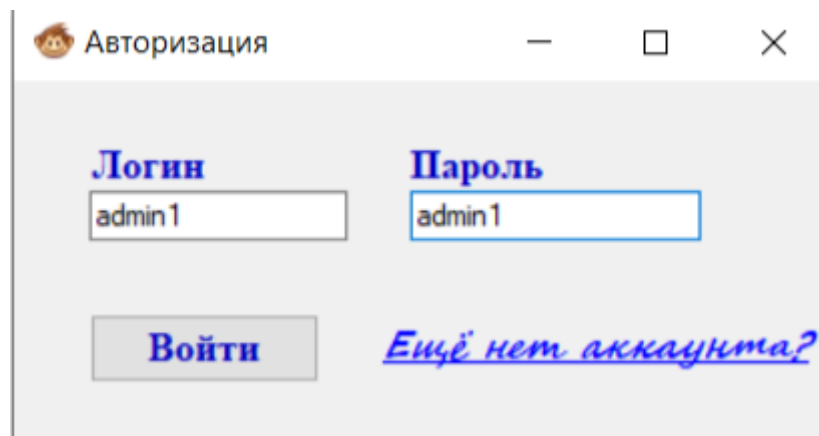 Авторизация
Логин Пароль
admin1 admin1
Войти Ещё нет аккаунта?